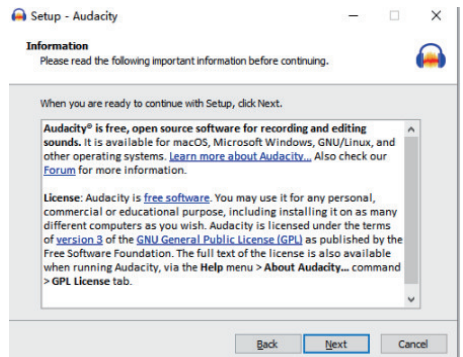 Setup - Audacity
Information
Please read the following important information before continuing.
When you are ready to continue with Setup, click Next.
Audacity® is free, open source software for recording and editing
sounds. It is available for macOS, Microsoft Windows, GNU/Linux, and
other operating systems. Learn more about Audacity... Also check our
Forum for more information.
License: Audacity is free software. You may use it for any personal,
commercial or educational purpose, including installing it on as many
different computers as you wish. Audacity is licensed under the terms
of version 3 of the GNU General Public License (GPL) as published by the
Free Software Foundation. The full text of the license is also available
when running Audacity, via the Help menu > About Audacity... command
> GPL License tab.
Back Next Cancel